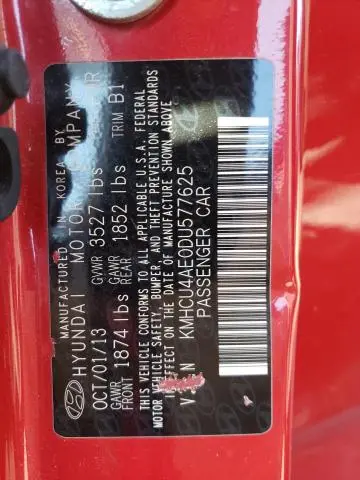 MANUFACTURED IN KOREA BY
HYUNDAI MOTOR COMPANY
OCT/01/13 GVWR 3527 lbs
GAWR FRONT 1874 lbs GAWR REAR 1852 lbs TRIM B1
THIS VEHICLE CONFORMS TO ALL APPLICABLE U.S.A. FEDERAL
MOTOR VEHICLE SAFETY, BUMPER, AND THEFT PREVENTION STANDARDS
IN EFFECT ON THE DATE OF MANUFACTURE SHOWN ABOVE
KMHCU4AE0DU577625
PASSENGER CAR